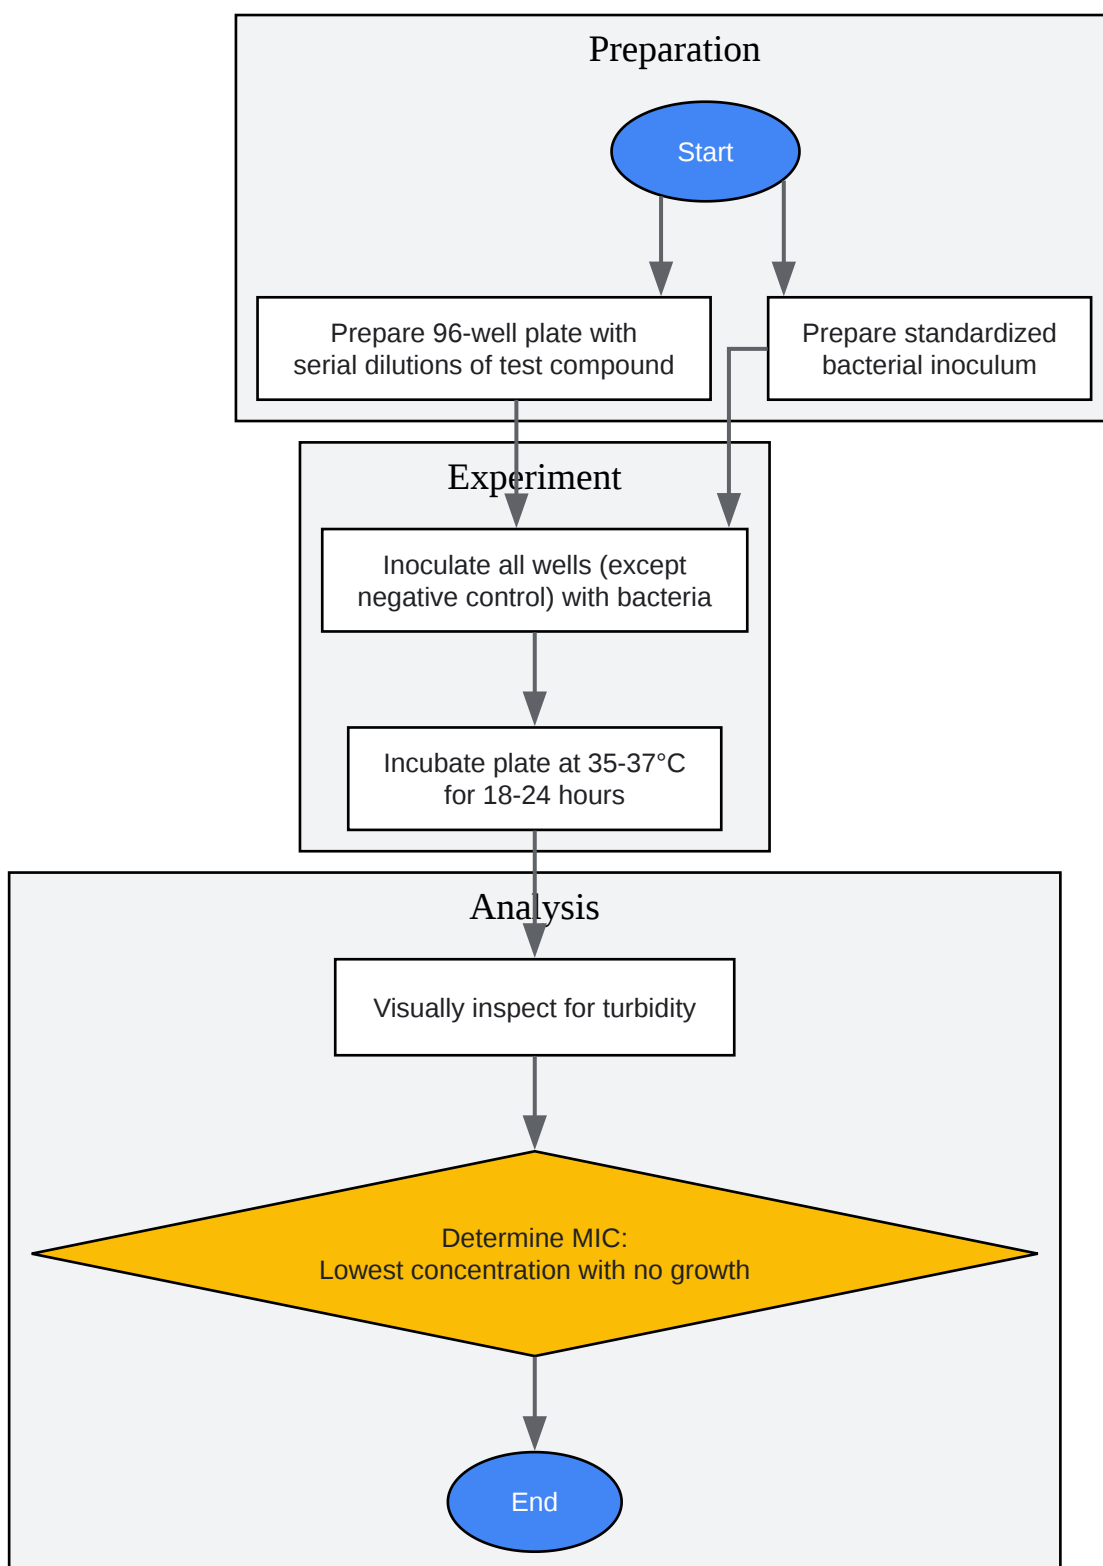 Preparation
Start
Prepare 96-well plate with
serial dilutions of test compound
Prepare standardized
bacterial inoculum
Experiment
Inoculate all wells (except
negative control) with bacteria
Incubate plate at 35-37°C
for 18-24 hours
Analysis
Visually inspect for turbidity
Determine MIC:
Lowest concentration with no growth
End